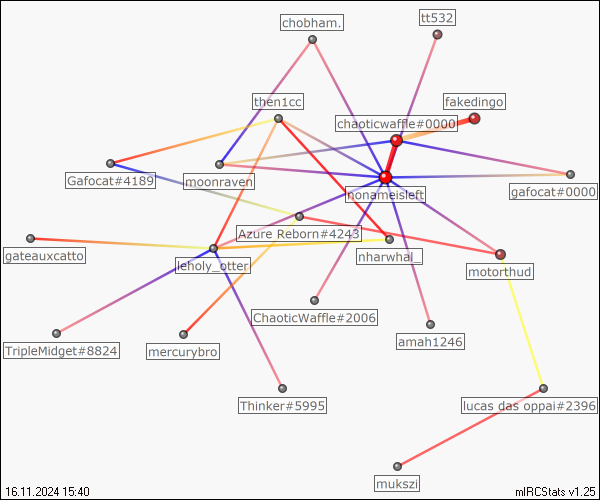 chobham.
tt532
then1cc
fakedingo
chaoticwaffle#0000
Gafocat#4189
moonraven
nonameisleft
gafocat#0000
Azure Reborn#4243
gateauxcatto
leholy_otter
nharwhal_
motorthud
ChaoticWaffle#2006
TripleMidget#8824
mercurybro
amah1246
Thinker#5995
lucas das oppai#2396
mukszi
16.11.2024 15:40
mIRCStats v1.25